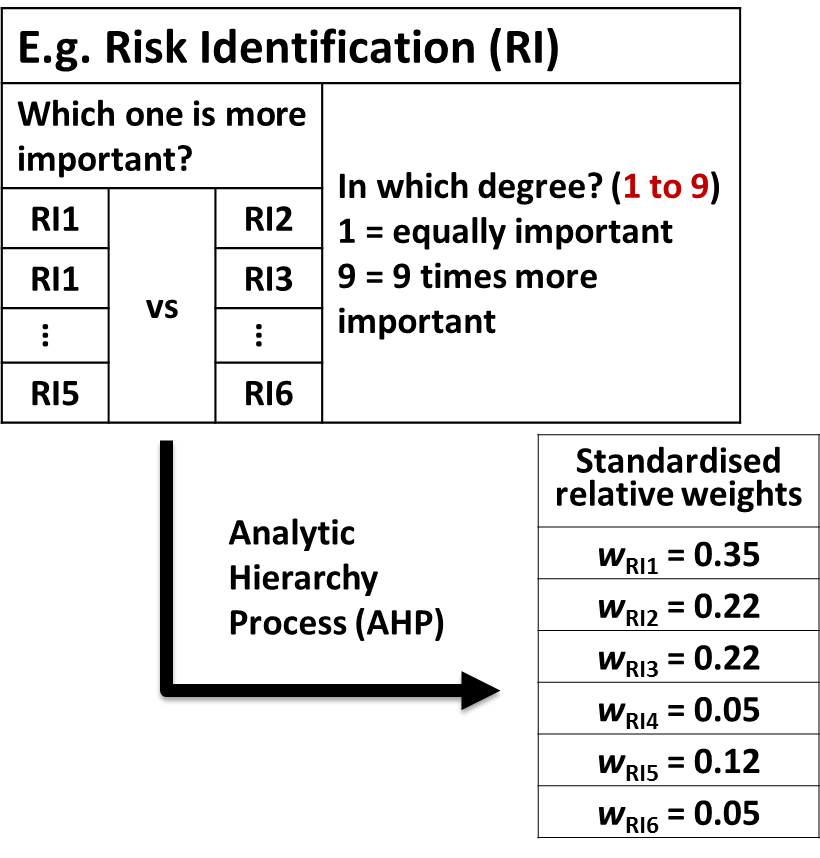 E.g. Risk Identification (RI)
Which one is more
important?
In which degree? (1 to 9)
1 = equally important
9 = 9 times more
important
RI1
vs
RI2
RI1
RI3
⋮
⋮
RI5
RI6
Analytic
Hierarchy
Process (AHP)
Standardised
relative weights
wRI1 = 0.35
wRI2 = 0.22
wRI3 = 0.22
wRI4 = 0.05
wRI5 = 0.12
wRI6 = 0.05